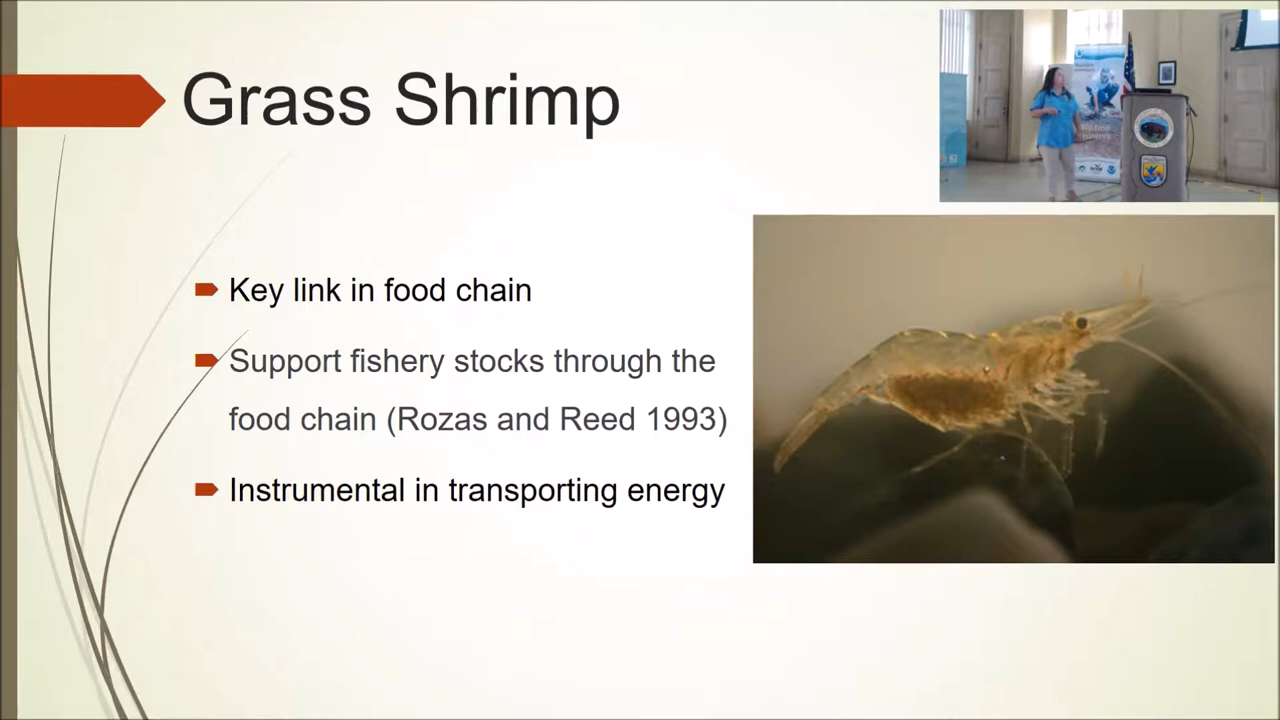 Grass Shrimp
Key link in food chain
Support fishery stocks through the
food chain (Rozas and Reed 1993)
Instrumental in transporting energy